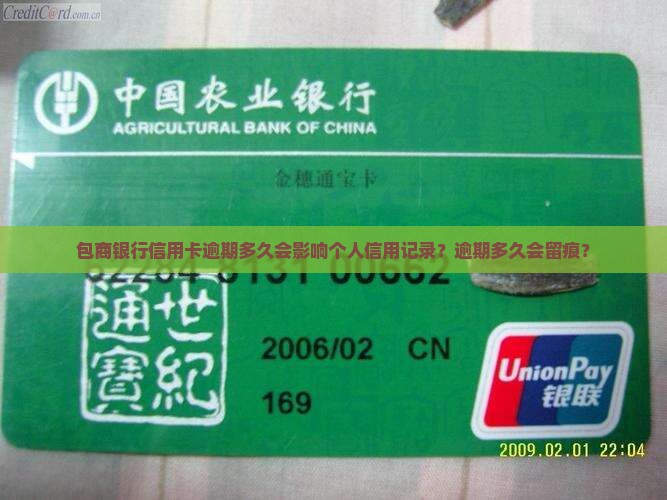 CreditCard.com.cn
中国农业银行
AGRICULTURAL BANK OF CHINA
金穗通宝卡
包商银行信用卡逾期多久会影响个人信用记录？逾期多久会留痕？
世纪
通寶
2006/02 CN
169
UnionPay
银联
2009.02.01 22:04